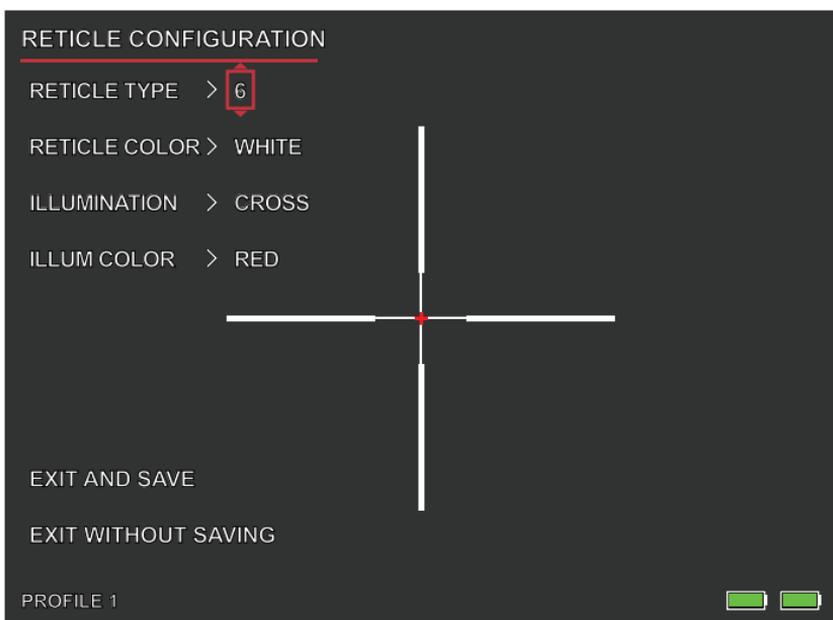 RETICLE CONFIGURATION
RETICLE TYPE > 6
RETICLE COLOR > WHITE
ILLUMINATION > CROSS
ILLUM COLOR > RED
EXIT AND SAVE
EXIT WITHOUT SAVING
PROFILE 1